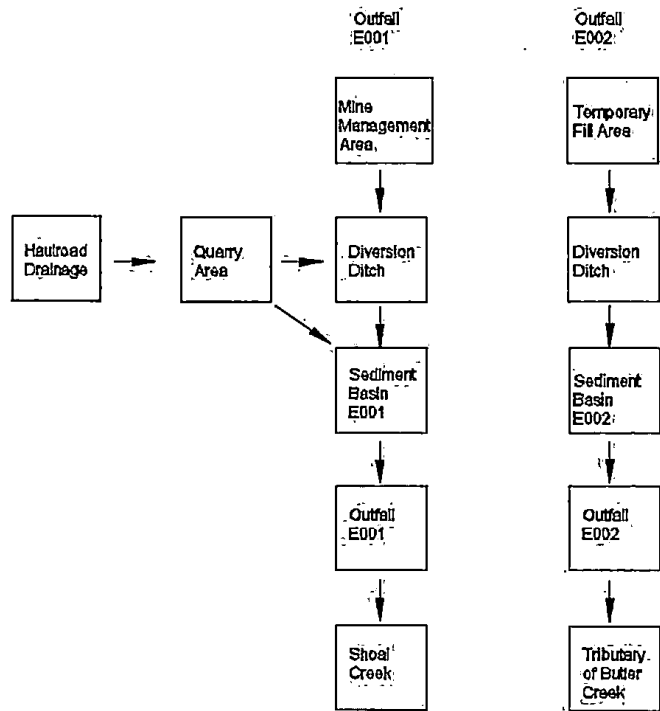 Outfall
E001
Outfall
E002
Mine
Management
Area
Temporary
Fill Area
Haulroad
Drainage
Quarry
Area
Diversion
Ditch
Diversion
Ditch
Sediment
Basin
E001
Sediment
Basin
E002
Outfall
E001
Outfall
E002
Shoal
Creek
Tributary
of Butler
Creek